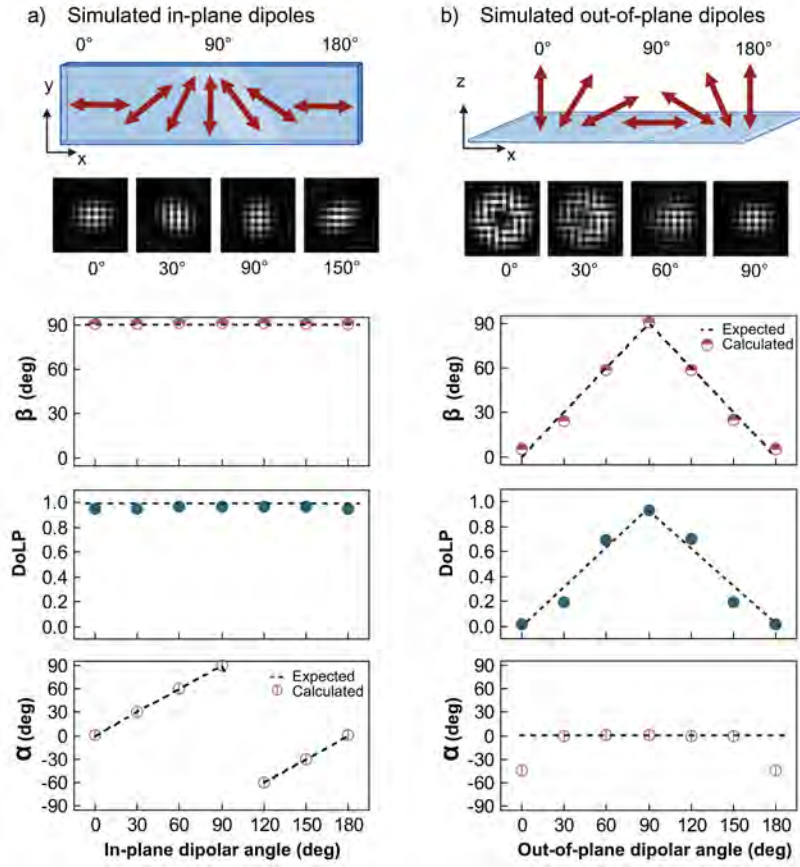 a) Simulated in-plane dipoles
0° 90° 180°
y
x
0° 30° 90° 150°
90
60
30
0
β (deg)
1.0
0.8
0.6
0.4
0.2
0.0
DoLP
90
60
30
0
-30
-60
-90
α (deg)
Expected
Calculated
0 30 60 90 120 150 180
In-plane dipolar angle (deg)
b) Simulated out-of-plane dipoles
0° 90° 180°
z
x
0° 30° 60° 90°
90
60
30
0
β (deg)
Expected
Calculated
1.0
0.8
0.6
0.4
0.2
0.0
DoLP
90
60
30
0
-30
-60
-90
α (deg)
0 30 60 90 120 150 180
Out-of-plane dipolar angle (deg)